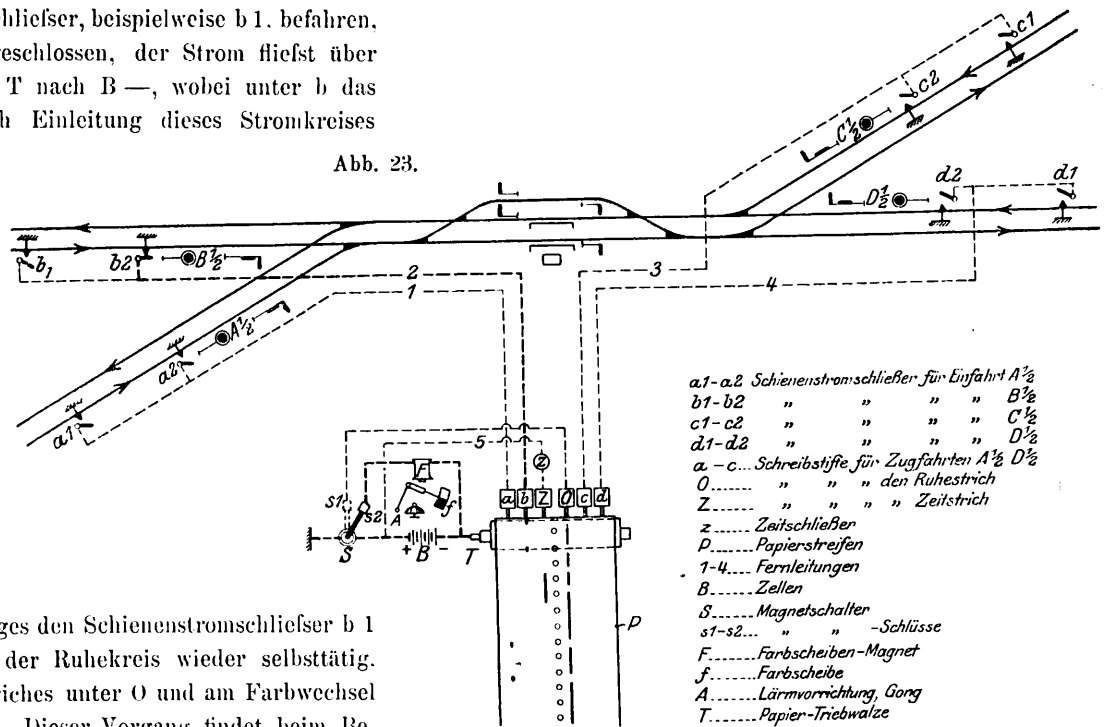 hließer, beispielweise b 1. befahren,
eschlossen, der Strom fließt über
T nach B —, wobei unter b das
h Einleitung dieses Stromkreises
Abb. 23.
c1
c2
C½
d2
d1
D½
b1
b2
B½
2
1
3
4
A½
a2
a1
5
F
z
s1
s2
A
f
a
b
Z
O
c
d
S
+ B -
T
P
a1-a2 Schienenstromschließer für Einfahrt A½
b1-b2 „ „ „ „ B½
c1-c2 „ „ „ „ C½
d1-d2 „ „ „ „ D½
a-c... Schreibstifte für Zugfahrten A½ D½
O...... „ „ „ den Ruhestrich
Z...... „ „ „ „ Zeitstrich
z...... Zeitschließer
P...... Papierstreifen
1-4.... Fernleitungen
B...... Zellen
S...... Magnetschalter
s1-s2... „ „ -Schlüsse
F...... Farbscheiben-Magnet
f...... Farbscheibe
A...... Lärmvorrichtung, Gong
T...... Papier-Triebwalze
ges den Schienenstromschließer b 1
der Ruhekreis wieder selbsttätig.
riches unter O und am Farbwechsel
Dieser Vorgang findet beim Be-